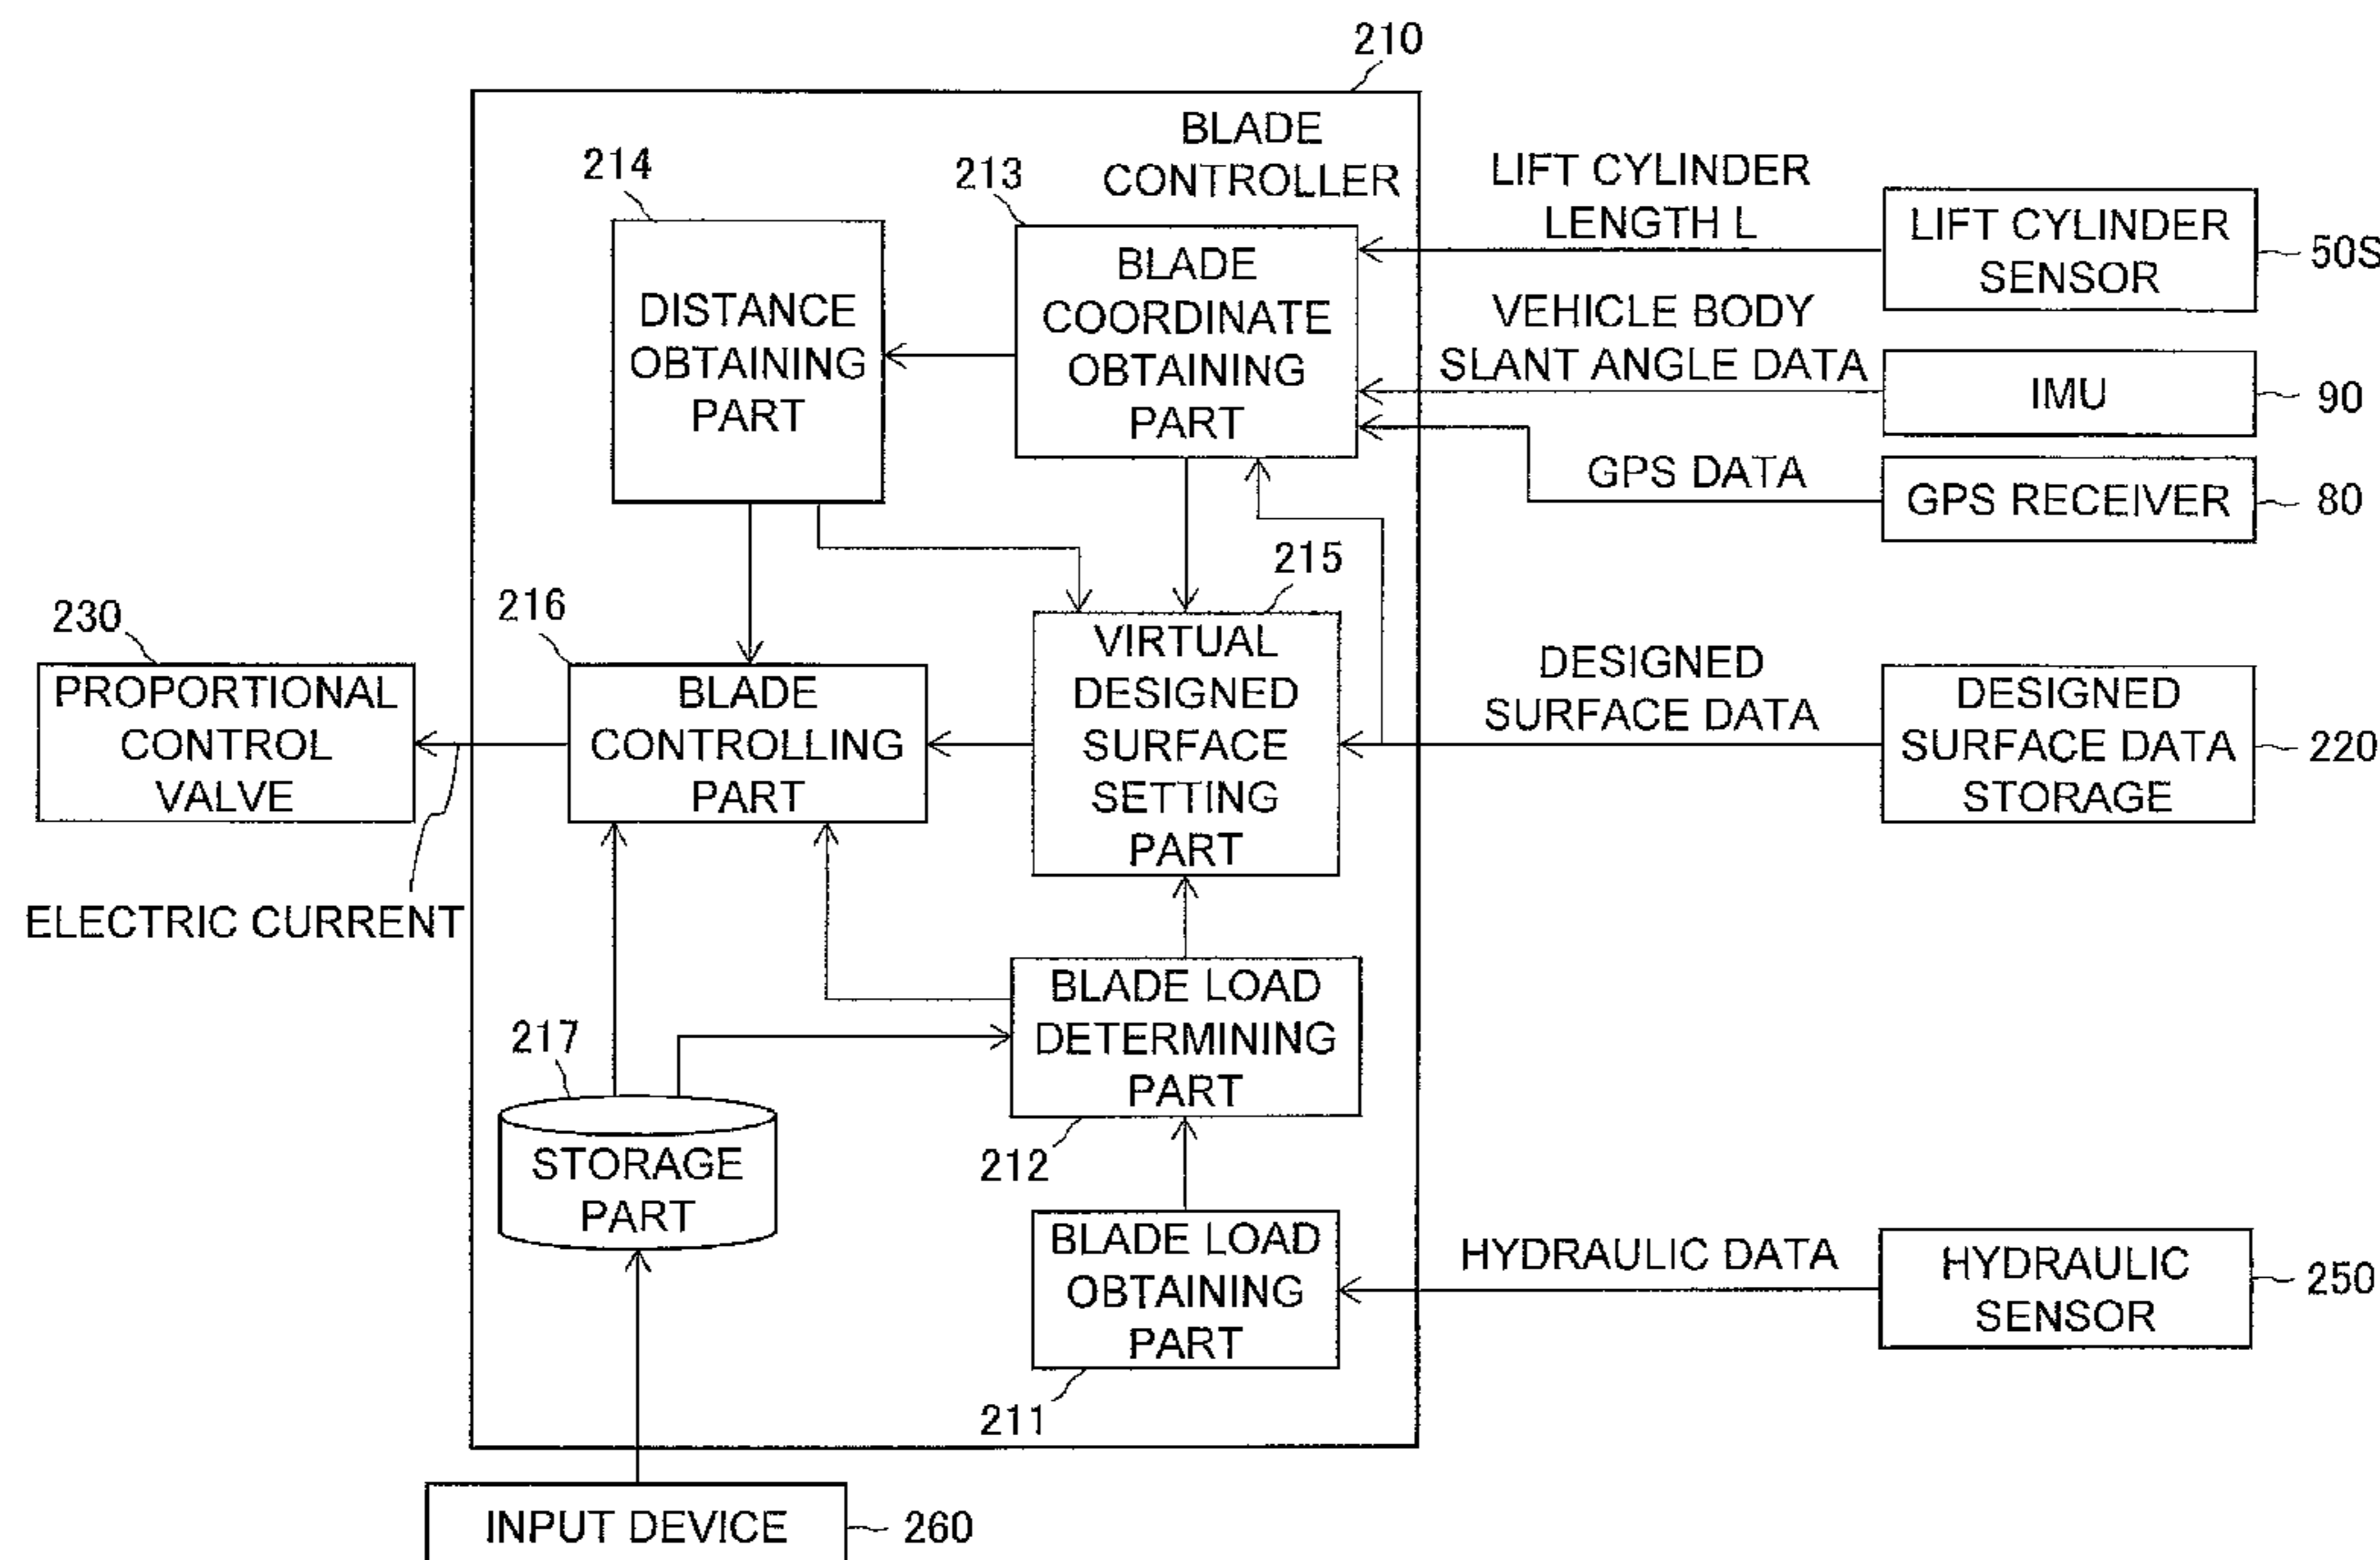 210
BLADE
CONTROLLER
214
213
DISTANCE
OBTAINING
PART
BLADE
COORDINATE
OBTAINING
PART
LIFT CYLINDER
LENGTH L
LIFT CYLINDER
SENSOR
50S
VEHICLE BODY
SLANT ANGLE DATA
IMU
90
GPS DATA
GPS RECEIVER
80
230
PROPORTIONAL
CONTROL
VALVE
ELECTRIC CURRENT
216
BLADE
CONTROLLING
PART
215
VIRTUAL
DESIGNED
SURFACE
SETTING
PART
DESIGNED
SURFACE DATA
DESIGNED
SURFACE DATA
STORAGE
220
217
STORAGE
PART
BLADE LOAD
DETERMINING
PART
212
BLADE LOAD
OBTAINING
PART
211
HYDRAULIC DATA
HYDRAULIC
SENSOR
250
INPUT DEVICE
260